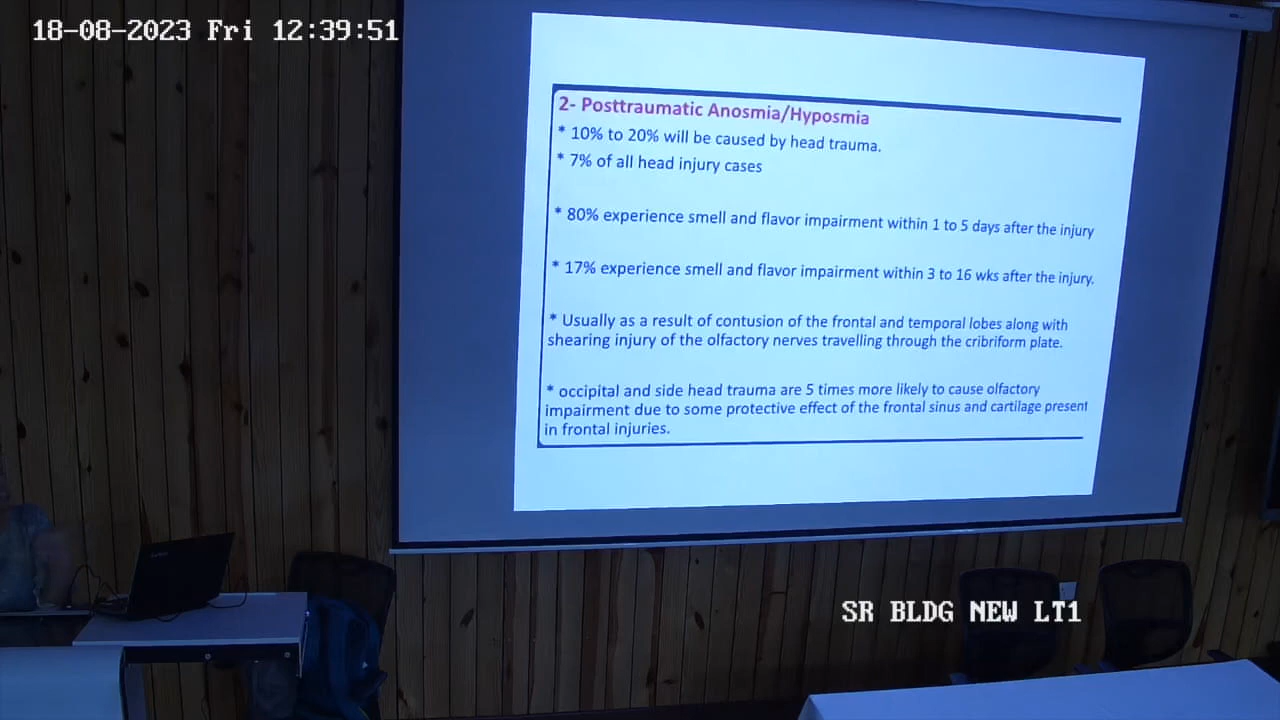 18-08-2023 Fri 12:39:51
2- Posttraumatic Anosmia/Hyposmia
* 10% to 20% will be caused by head trauma.
* 7% of all head injury cases
* 80% experience smell and flavor impairment within 1 to 5 days after the injury
* 17% experience smell and flavor impairment within 3 to 16 wks after the injury.
* Usually as a result of contusion of the frontal and temporal lobes along with
shearing injury of the olfactory nerves travelling through the cribriform plate.
* occipital and side head trauma are 5 times more likely to cause olfactory
impairment due to some protective effect of the frontal sinus and cartilage present
in frontal injuries.
SR BLDG NEW LT1